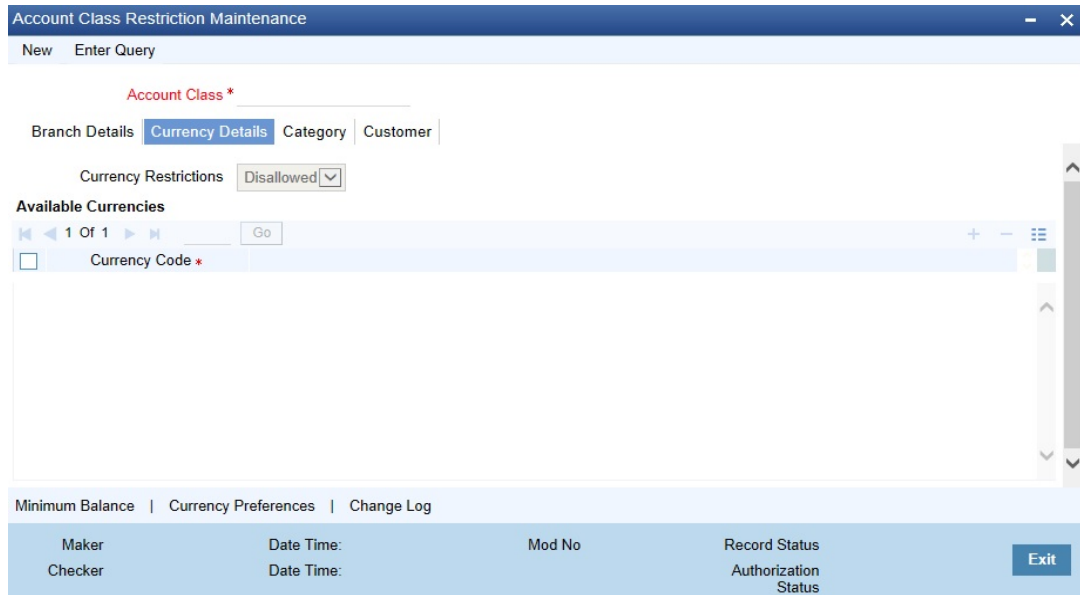 Account Class Restriction Maintenance
New Enter Query
Account Class *
Branch Details Currency Details Category Customer
Currency Restrictions Disallowed
Available Currencies
1 Of 1 Go
Currency Code *
Minimum Balance | Currency Preferences | Change Log
Maker Date Time: Mod No Record Status
Checker Date Time: Authorization
Status
Exit